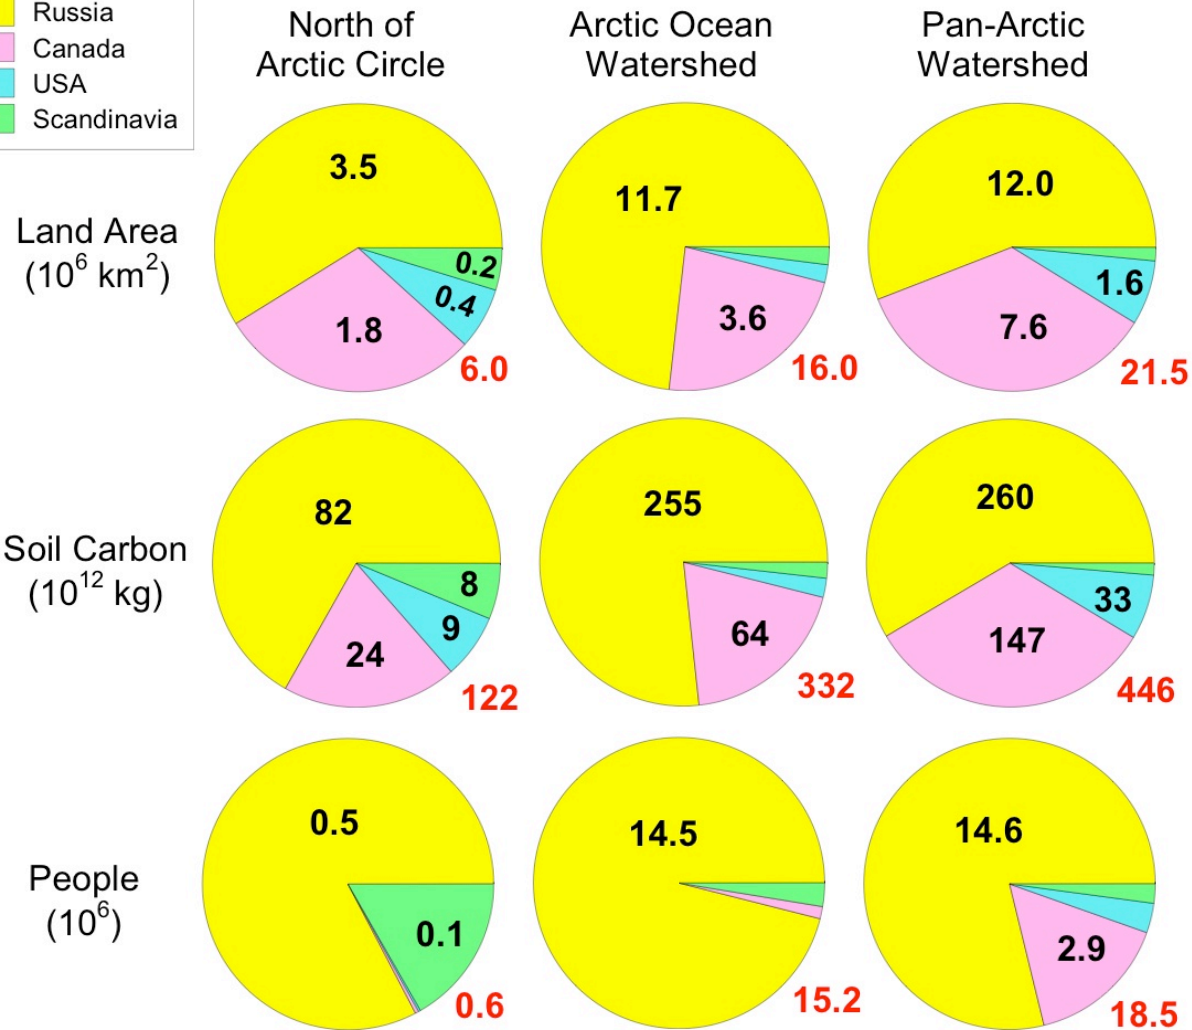 Russia
Canada
USA
Scandinavia
North of
Arctic Circle
Arctic Ocean
Watershed
Pan-Arctic
Watershed
Land Area
(10⁶ km²)
3.5
0.2
0.4
1.8
6.0
11.7
3.6
16.0
12.0
1.6
7.6
21.5
Soil Carbon
(10¹² kg)
82
8
9
24
122
255
64
332
260
33
147
446
People
(10⁶)
0.5
0.1
0.6
14.5
15.2
14.6
2.9
18.5